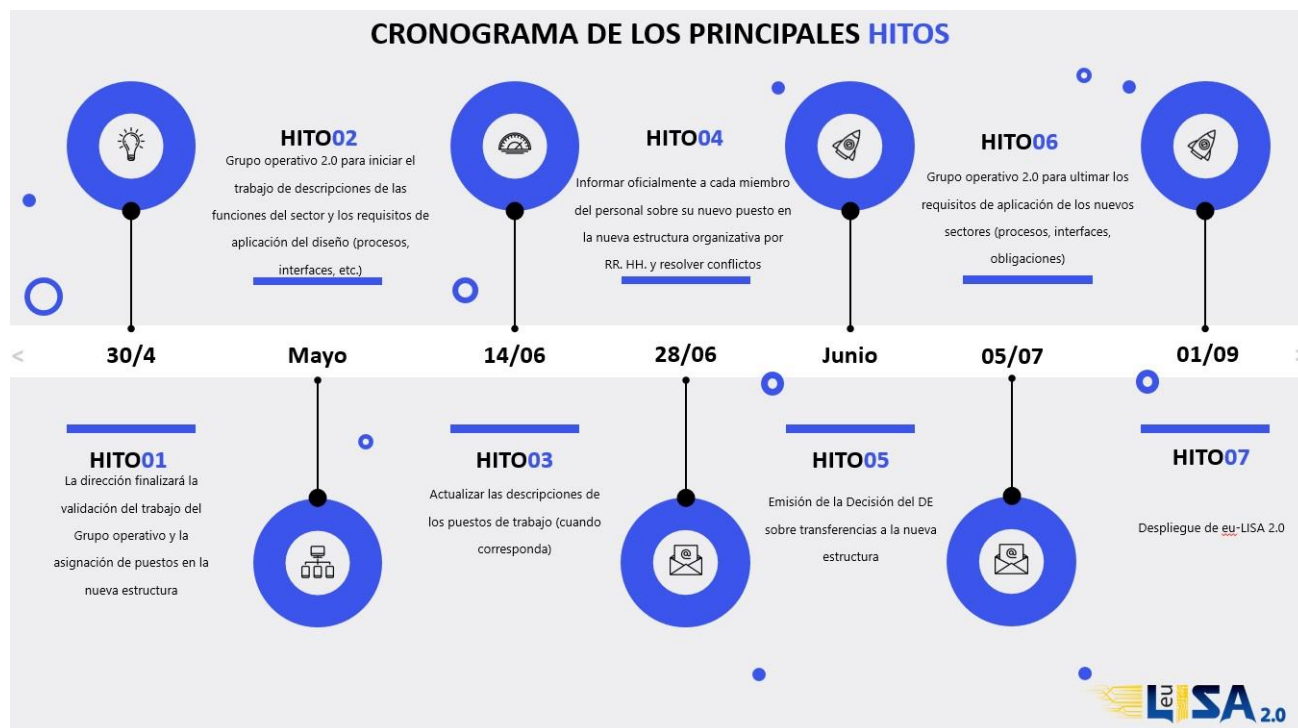 CRONOGRAMA DE LOS PRINCIPALES HITOS
HITO02
Grupo operativo 2.0 para iniciar el
trabajo de descripciones de las
funciones del sector y los requisitos de
aplicación del diseño (procesos,
interfaces, etc.)
HITO04
Informar oficialmente a cada miembro
del personal sobre su nuevo puesto en
la nueva estructura organizativa por
RR. HH. y resolver conflictos
HITO06
Grupo operativo 2.0 para ultimar los
requisitos de aplicación de los nuevos
sectores (procesos, interfaces,
obligaciones)
< 30/4 Mayo 14/06 28/06 Junio 05/07 01/09
HITO01
La dirección finalizará la
validación del trabajo del
Grupo operativo y la
asignación de puestos en la
nueva estructura
HITO03
Actualizar las descripciones de
los puestos de trabajo (cuando
corresponda)
HITO05
Emisión de la Decisión del DE
sobre transferencias a la nueva
estructura
HITO07
Despliegue de eu-LISA 2.0
@
@
eu LISA 2.0